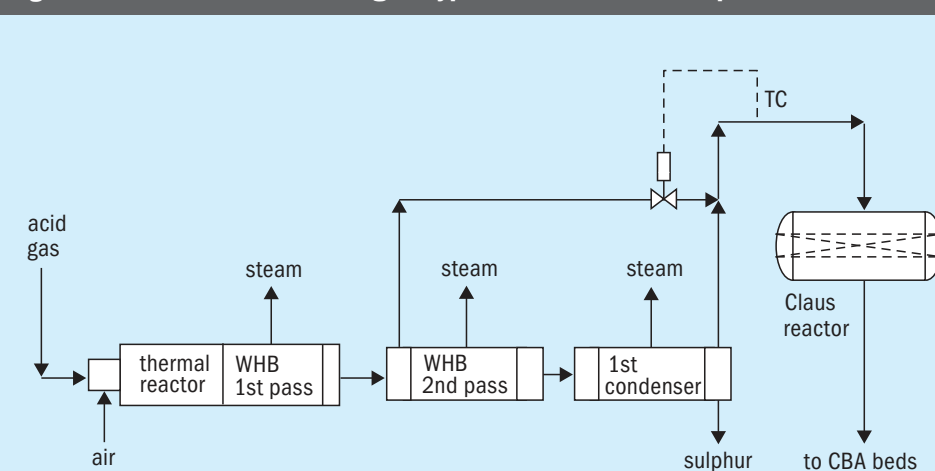 TC
acid
gas
steam
steam
steam
Claus
reactor
thermal
reactor
WHB
1st pass
WHB
2nd pass
1st
condenser
air
sulphur
to CBA beds